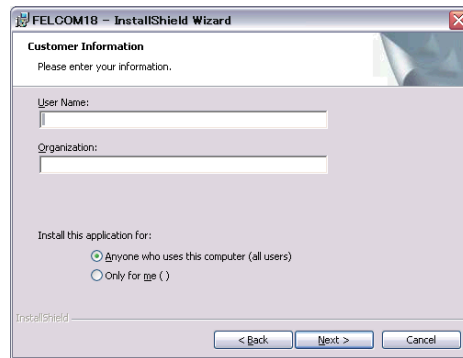 FELCOM18 - InstallShield Wizard
Customer Information
Please enter your information.
User Name:
Organization:
Install this application for:
Anyone who uses this computer (all users)
Only for me ( )
InstallShield
< Back
Next >
Cancel